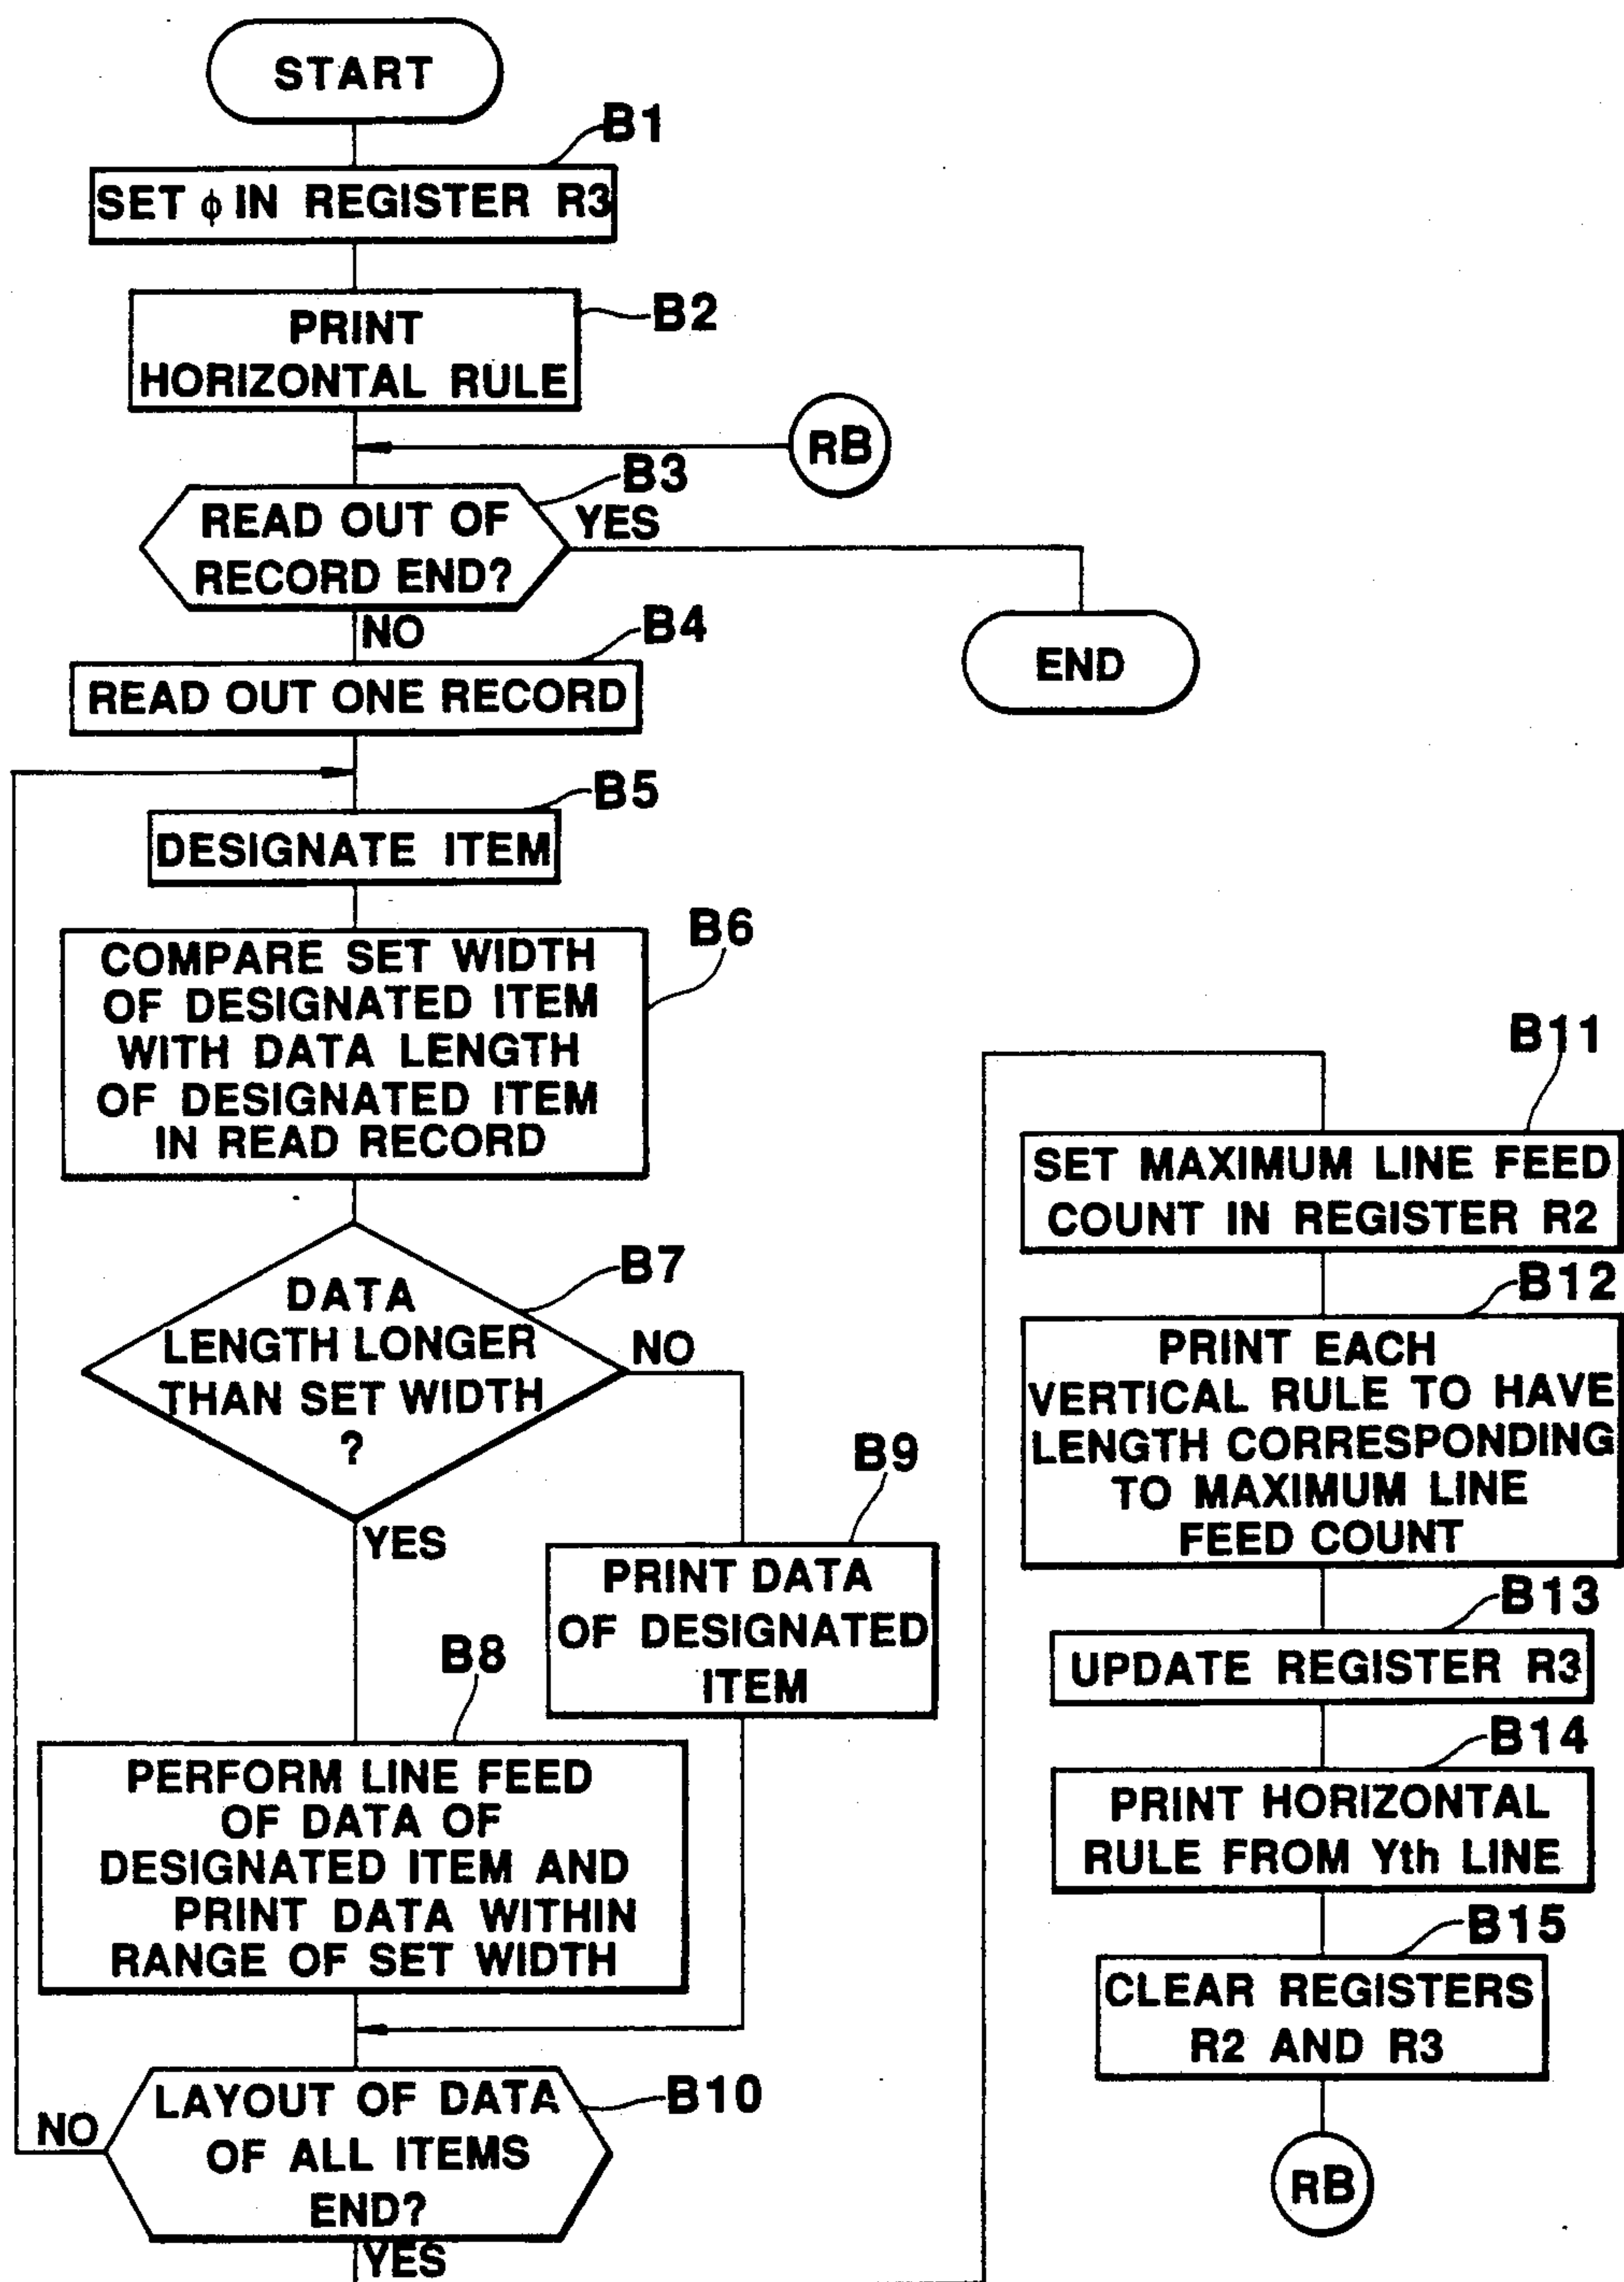 START
B1
SET φ IN REGISTER R3
B2
PRINT
HORIZONTAL RULE
RB
B3
READ OUT OF
RECORD END?
YES
NO
END
B4
READ OUT ONE RECORD
B5
DESIGNATE ITEM
B6
COMPARE SET WIDTH
OF DESIGNATED ITEM
WITH DATA LENGTH
OF DESIGNATED ITEM
IN READ RECORD
B7
DATA
LENGTH LONGER
THAN SET WIDTH
?
NO
YES
B9
PRINT DATA
OF DESIGNATED
ITEM
B8
PERFORM LINE FEED
OF DATA OF
DESIGNATED ITEM AND
PRINT DATA WITHIN
RANGE OF SET WIDTH
B10
LAYOUT OF DATA
OF ALL ITEMS
END?
NO
YES
B11
SET MAXIMUM LINE FEED
COUNT IN REGISTER R2
B12
PRINT EACH
VERTICAL RULE TO HAVE
LENGTH CORRESPONDING
TO MAXIMUM LINE
FEED COUNT
B13
UPDATE REGISTER R3
B14
PRINT HORIZONTAL
RULE FROM Yth LINE
B15
CLEAR REGISTERS
R2 AND R3
RB